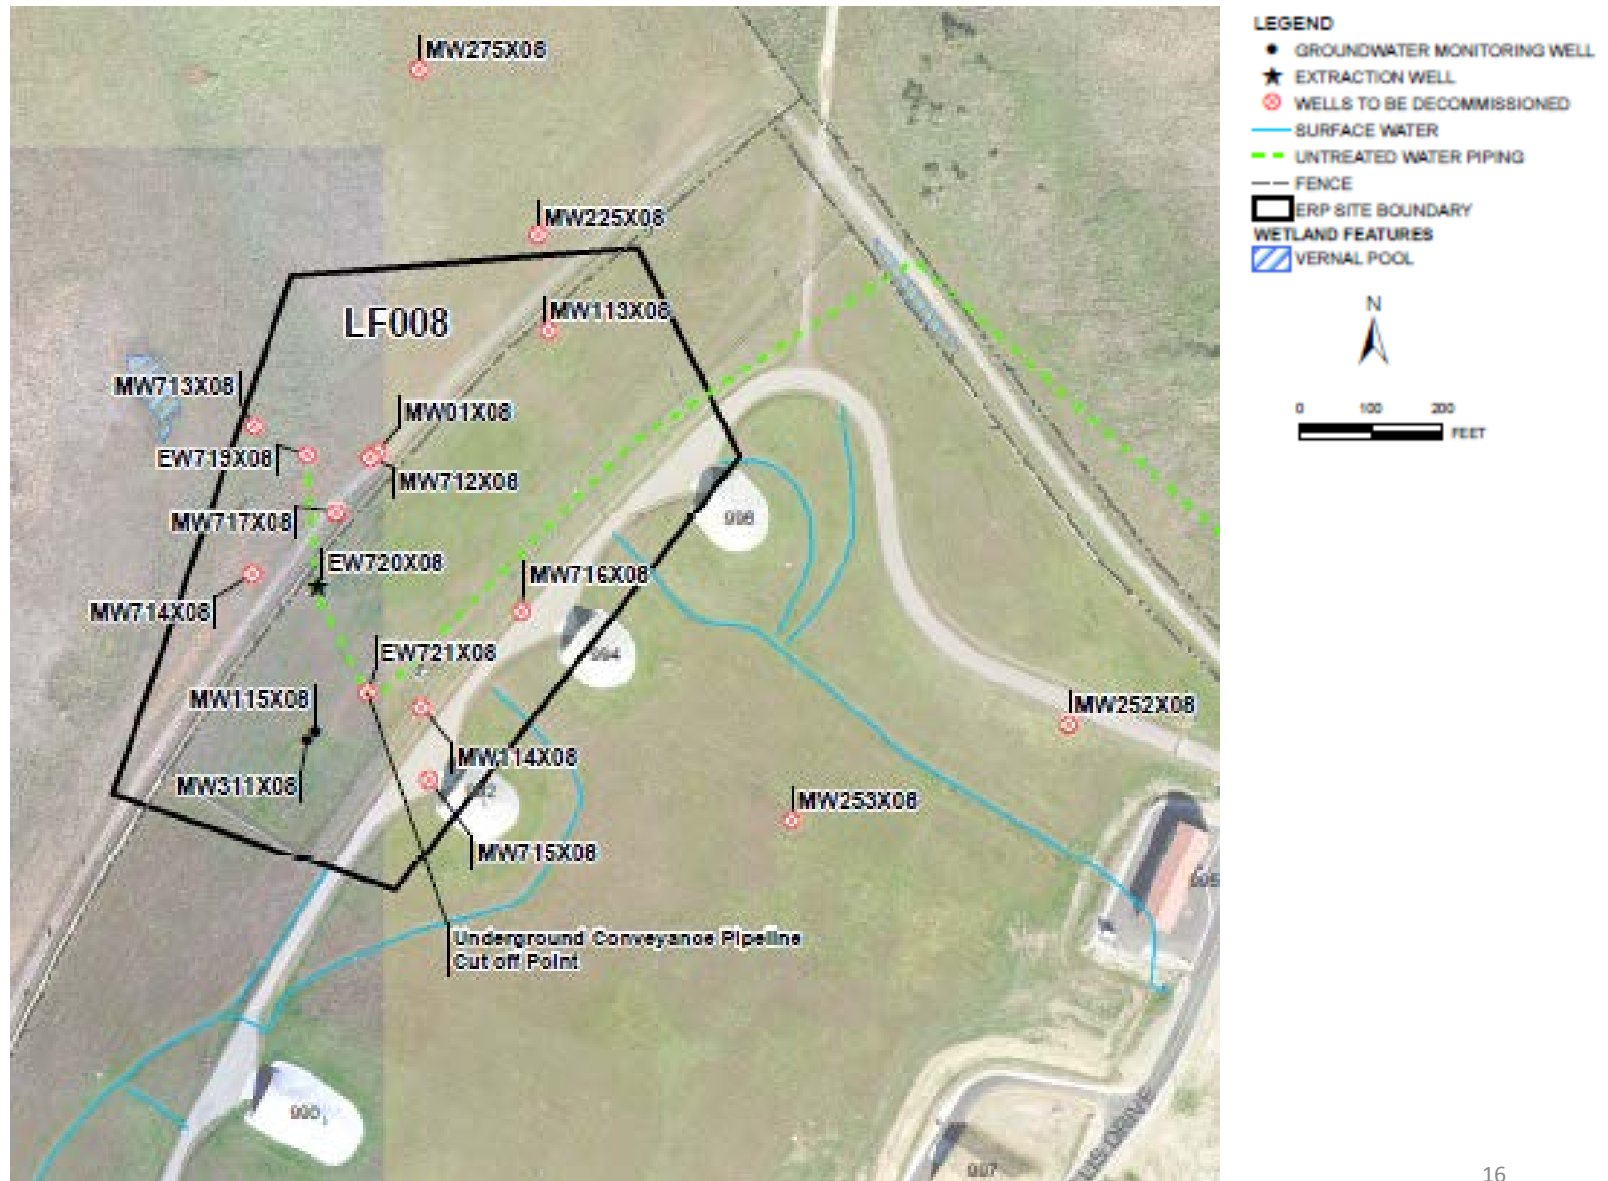 MW275X08
MW225X08
MW113X08
LF008
MW713X08
MW01X08
EW719X08
MW712X08
MW717X08
EW720X08
MW716X08
MW714X08
EW721X08
MW115X08
MW114X08
MW311X08
MW715X08
MW252X08
MW253X08
996
994
Underground Conveyance Pipeline
Cut off Point
LEGEND
GROUNDWATER MONITORING WELL
EXTRACTION WELL
WELLS TO BE DECOMMISSIONED
SURFACE WATER
UNTREATED WATER PIPING
FENCE
ERP SITE BOUNDARY
WETLAND FEATURES
VERNAL POOL
N
0 100 200
FEET
16